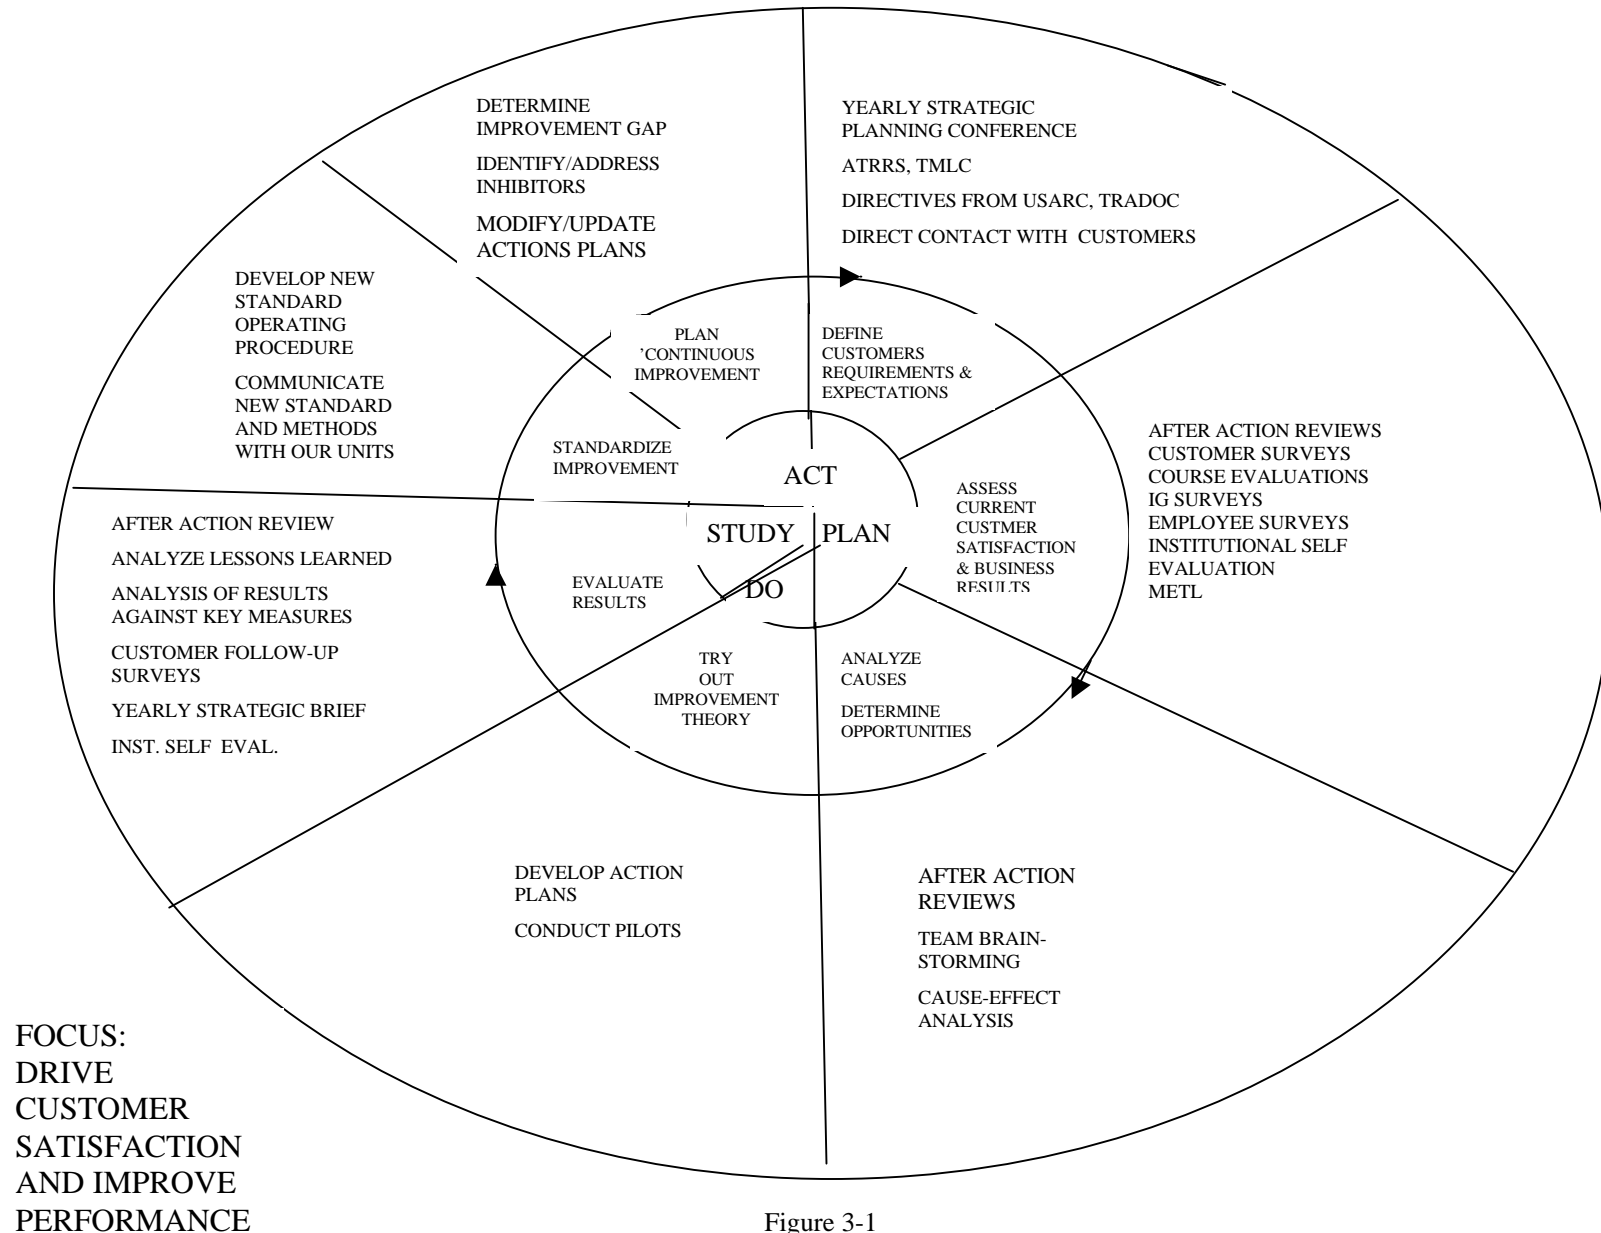 DETERMINE
IMPROVEMENT GAP
IDENTIFY/ADDRESS
INHIBITORS
MODIFY/UPDATE
ACTIONS PLANS
YEARLY STRATEGIC
PLANNING CONFERENCE
ATRRS, TMLC
DIRECTIVES FROM USARC, TRADOC
DIRECT CONTACT WITH CUSTOMERS
DEVELOP NEW
STANDARD
OPERATING
PROCEDURE
COMMUNICATE
NEW STANDARD
AND METHODS
WITH OUR UNITS
PLAN
’CONTINUOUS
IMPROVEMENT
DEFINE
CUSTOMERS
REQUIREMENTS &
EXPECTATIONS
STANDARDIZE
IMPROVEMENT
ACT
STUDY
PLAN
DO
ASSESS
CURRENT
CUSTMER
SATISFACTION
& BUSINESS
RESULTS
AFTER ACTION REVIEWS
CUSTOMER SURVEYS
COURSE EVALUATIONS
IG SURVEYS
EMPLOYEE SURVEYS
INSTITUTIONAL SELF
EVALUATION
METL
AFTER ACTION REVIEW
ANALYZE LESSONS LEARNED
ANALYSIS OF RESULTS
AGAINST KEY MEASURES
CUSTOMER FOLLOW-UP
SURVEYS
YEARLY STRATEGIC BRIEF
INST. SELF EVAL.
EVALUATE
RESULTS
TRY
OUT
IMPROVEMENT
THEORY
ANALYZE
CAUSES
DETERMINE
OPPORTUNITIES
DEVELOP ACTION
PLANS
CONDUCT PILOTS
AFTER ACTION
REVIEWS
TEAM BRAIN-
STORMING
CAUSE-EFFECT
ANALYSIS
FOCUS:
DRIVE
CUSTOMER
SATISFACTION
AND IMPROVE
PERFORMANCE
Figure 3-1